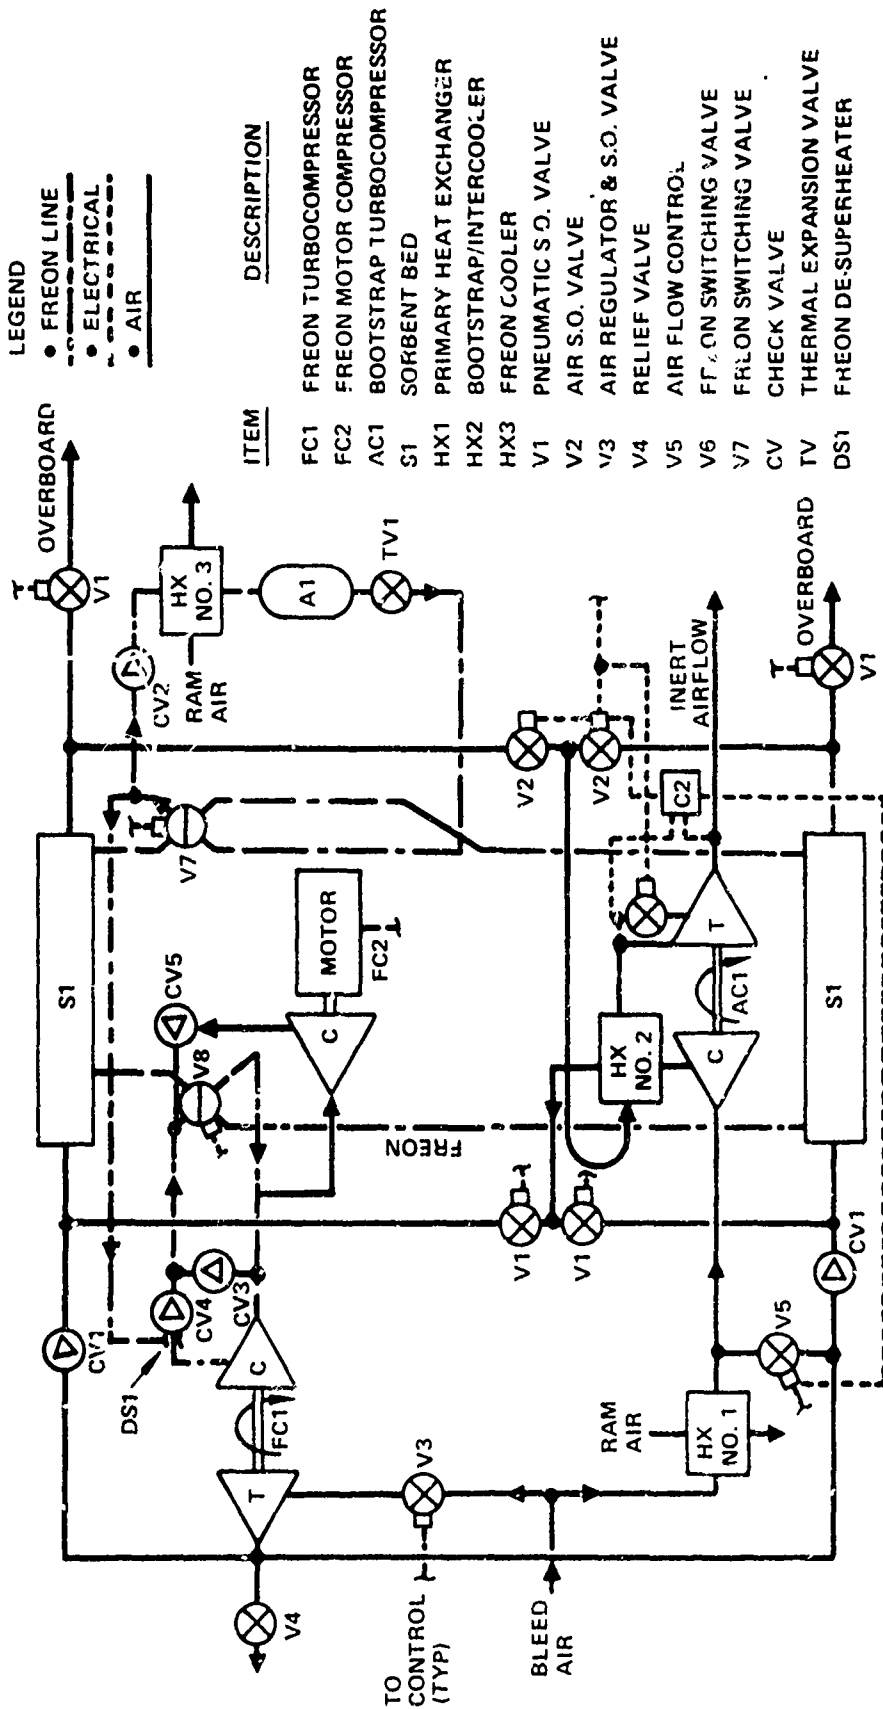 LEGEND
• FREON LINE
• ELECTRICAL
• AIR
ITEM DESCRIPTION
FC1 FREON TURBOCOMPRESSOR
FC2 FREON MOTOR COMPRESSOR
AC1 BOOTSTRAP TURBOCOMPRESSOR
S1 SORBENT BED
HX1 PRIMARY HEAT EXCHANGER
HX2 BOOTSTRAP/INTERCOOLER
HX3 FREON COOLER
V1 PNEUMATIC S.O. VALVE
V2 AIR S.O. VALVE
V3 AIR REGULATOR & S.O. VALVE
V4 RELIEF VALVE
V5 AIR FLOW CONTROL
V6 FREON SWITCHING VALVE
V7 FREON SWITCHING VALVE
CV CHECK VALVE
TV THERMAL EXPANSION VALVE
DS1 FREON DE-SUPERHEATER
OVERBOARD
V1
HX
NO. 3
A1
TV1
CV2
RAM
AIR
V7
S1
CV5
V8
MOTOR
FC2
C
FREON
CV1
DS1
CV4
CV3
C
FC1
T
V4
V3
TO
CONTROL
(TYP)
BLEED
AIR
RAM
AIR
HX
NO. 1
V5
CV1
V1
V1
HX
NO. 2
C
AC1
T
C2
V2
V2
INERT
AIRFLOW
OVERBOARD
V1
S1